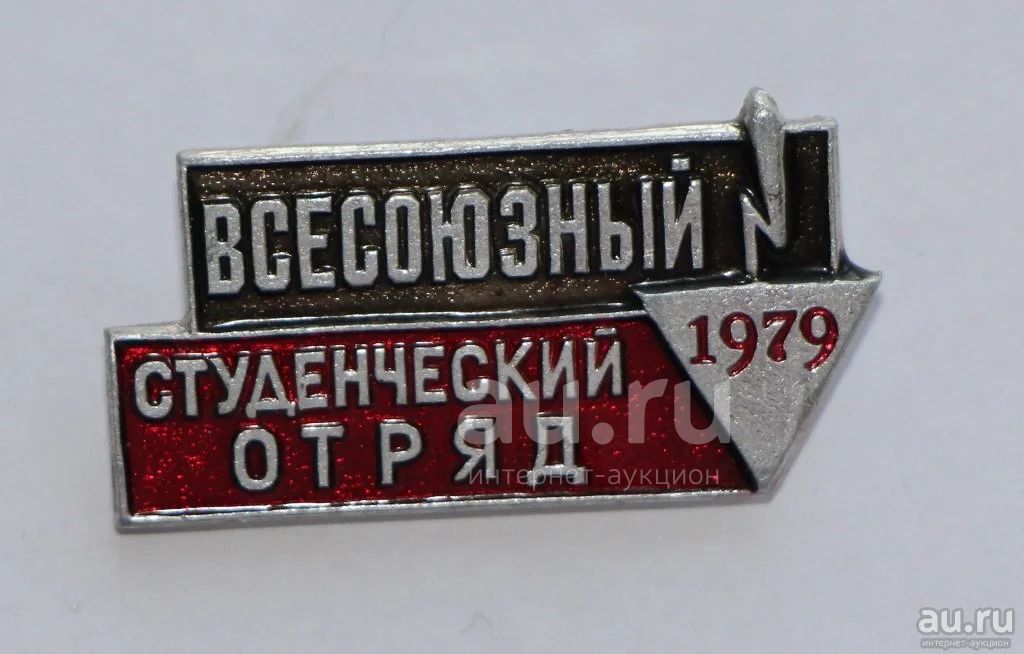 ВСЕСОЮЗНЫЙ
1979
СТУДЕНЧЕСКИЙ
ОТРЯД
au.ru
интернет-аукцион
au.ru
интернет-аукцион